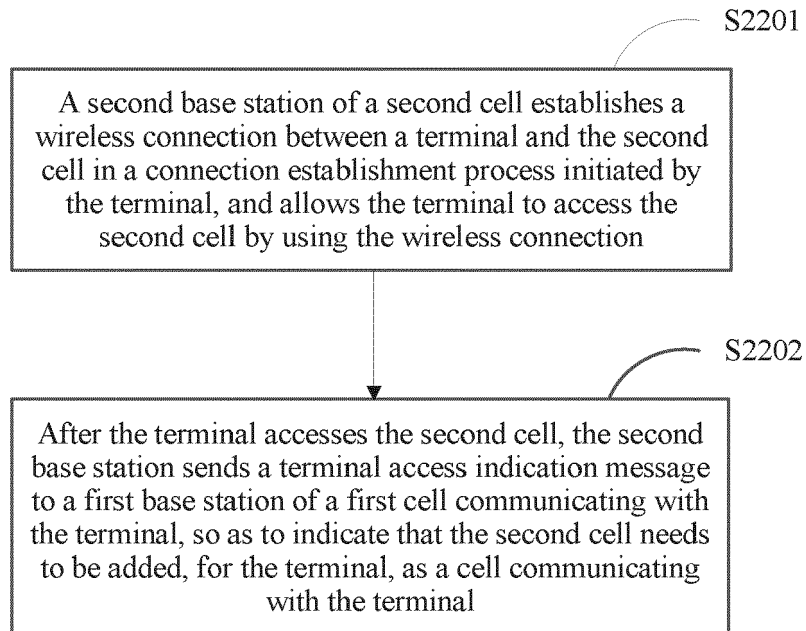 S2201
A second base station of a second cell establishes a
wireless connection between a terminal and the second
cell in a connection establishment process initiated by
the terminal, and allows the terminal to access the
second cell by using the wireless connection
S2202
After the terminal accesses the second cell, the second
base station sends a terminal access indication message
to a first base station of a first cell communicating with
the terminal, so as to indicate that the second cell needs
to be added, for the terminal, as a cell communicating
with the terminal